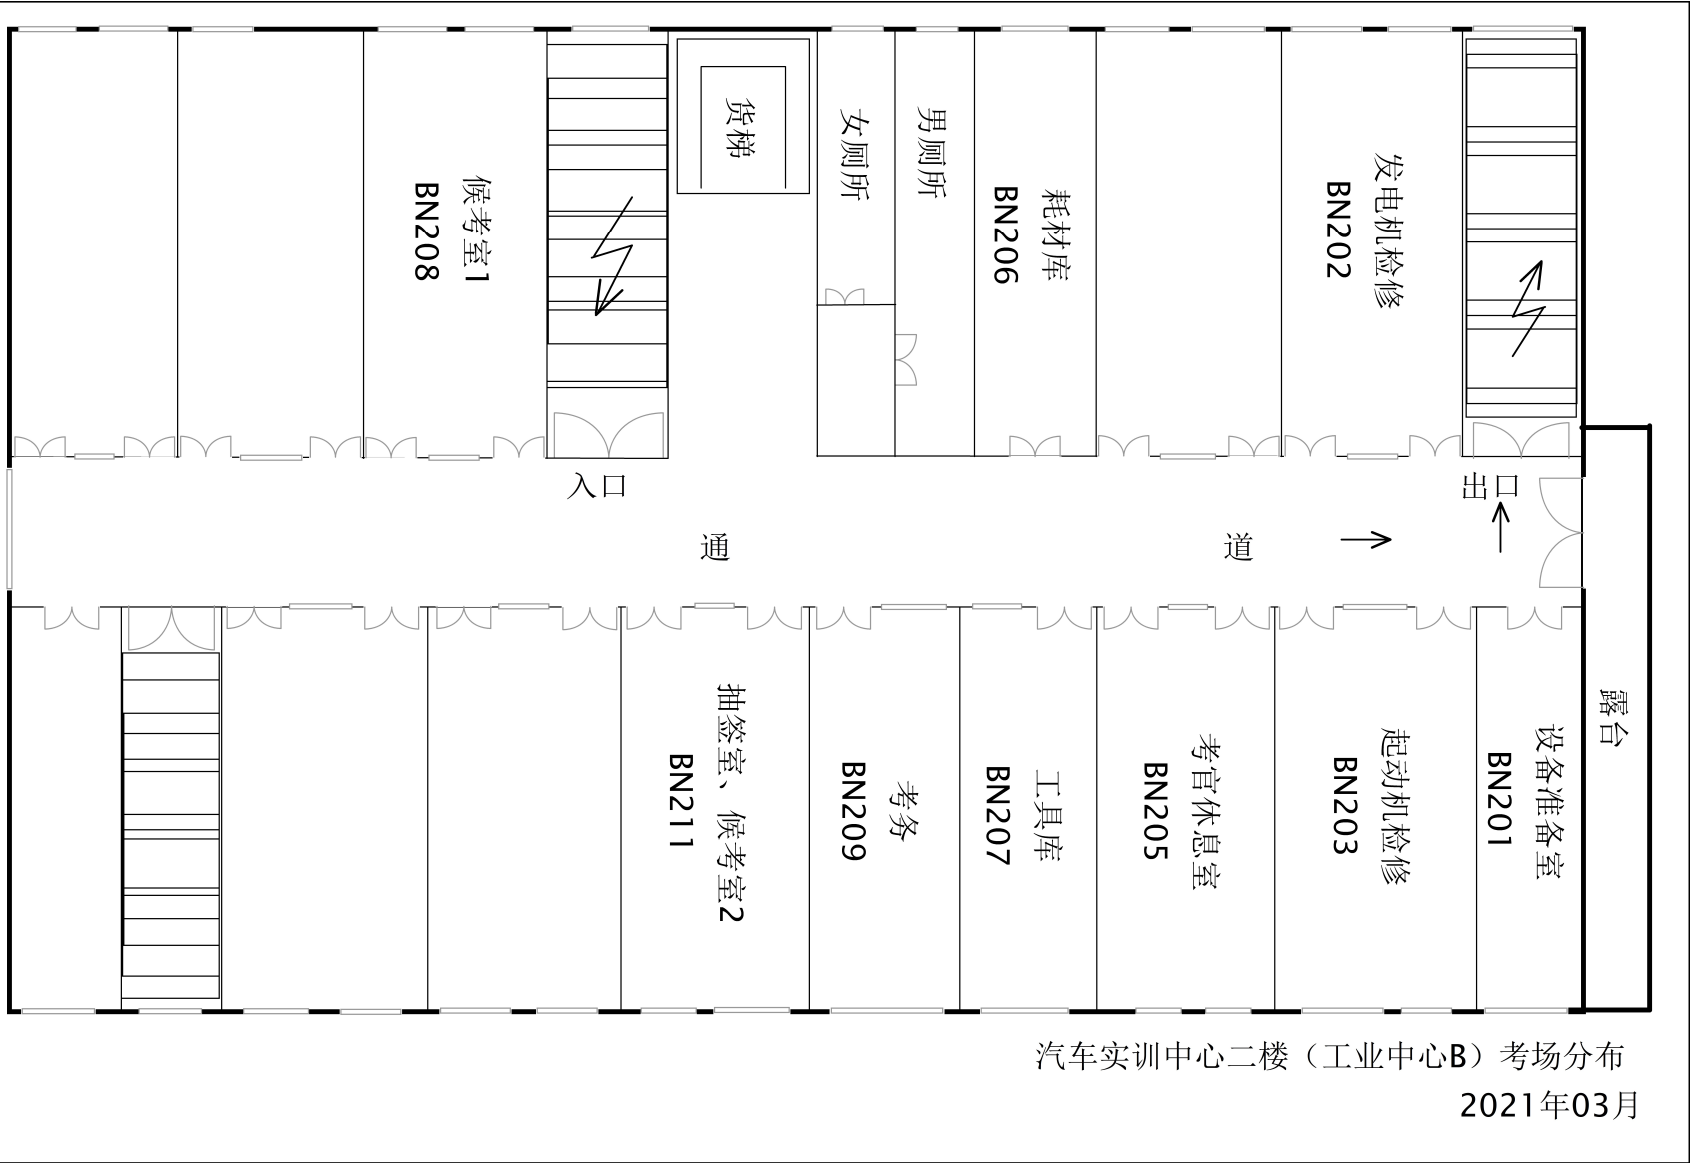 候考室1
BN208
货梯
女厕所
男厕所
耗材库
BN206
发电机检修
BN202
入口
出口
通
道
抽签室、候考室2
BN211
考务
BN209
工具库
BN207
考官休息室
BN205
起动机检修
BN203
设备准备室
BN201
露台
汽车实训中心二楼（工业中心B）考场分布
2021年03月